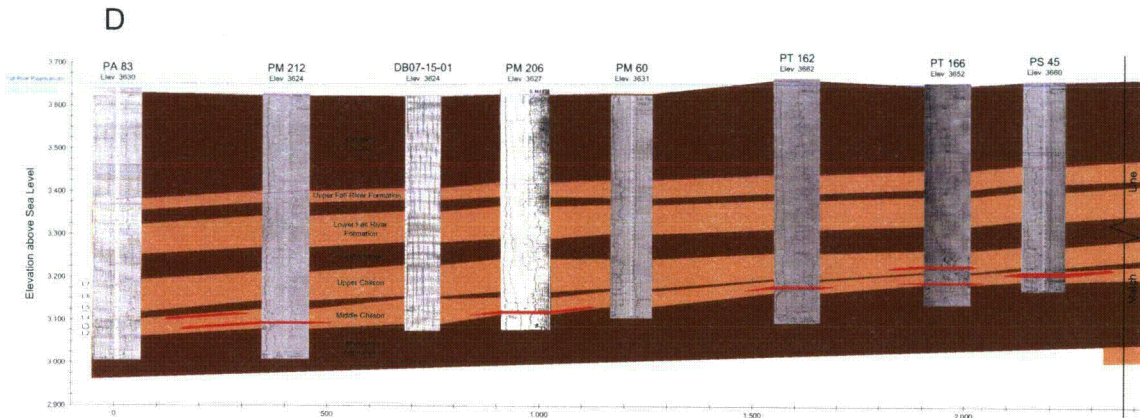 D
PA 83
Elev 3630
PM 212
Elev 3624
DB07-15-01
Elev 3624
PM 206
Elev 3627
PM 60
Elev 3631
PT 162
Elev 3662
PT 166
Elev 3652
PS 45
Elev 3660
Elevation above Sea Level
3.700
3.600
3.500
3.400
3.300
3.200
3.100
3.000
2.900
Upper Fall River Formation
Lower Fall River
Formation
Upper Chilson
Middle Chilson
Line
Match
0
500
1.000
1.500
2.000